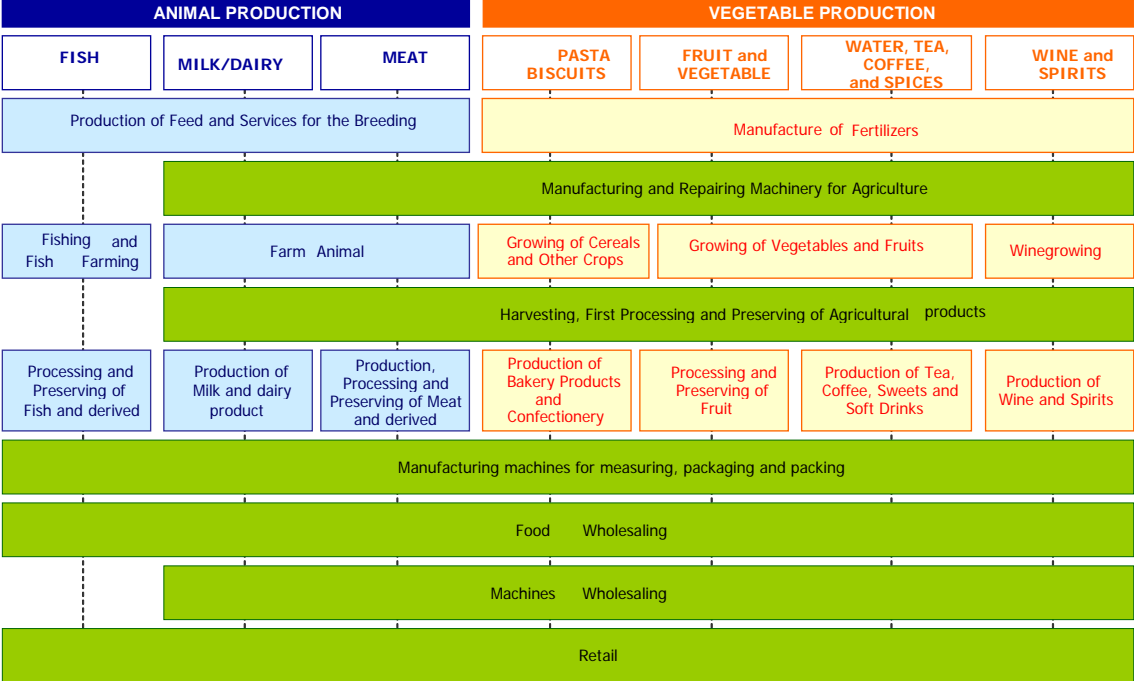 ANIMAL PRODUCTION
VEGETABLE PRODUCTION
FISH
MILK/DAIRY
MEAT
PASTA
BISCUITS
FRUIT and
VEGETABLE
WATER, TEA,
COFFEE,
and SPICES
WINE and
SPIRITS
Production of Feed and Services for the Breeding
Manufacture of Fertilizers
Manufacturing and Repairing Machinery for Agriculture
Fishing and
Fish Farming
Farm Animal
Growing of Cereals
and Other Crops
Growing of Vegetables and Fruits
Winegrowing
Harvesting, First Processing and Preserving of Agricultural products
Processing and
Preserving of
Fish and derived
Production of
Milk and dairy
product
Production,
Processing and
Preserving of Meat
and derived
Production of
Bakery Products
and
Confectionery
Processing and
Preserving of
Fruit
Production of Tea,
Coffee, Sweets and
Soft Drinks
Production of
Wine and Spirits
Manufacturing machines for measuring, packaging and packing
Food Wholesaling
Machines Wholesaling
Retail